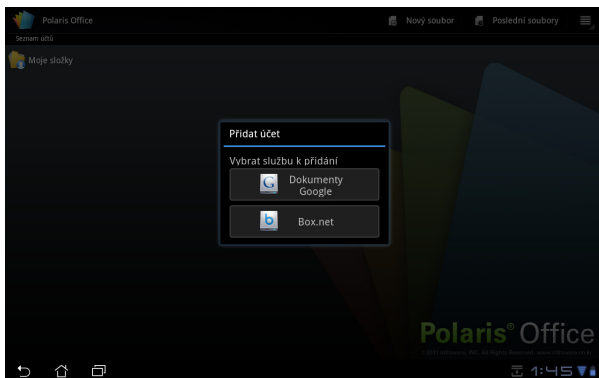 Polaris Office
Nový soubor
Poslední soubory
Seznam účtů
Moje složky
Přidat účet
Vybrat službu k přidání
G
Dokumenty
Google
b
Box.net
Polaris® Office
1:45